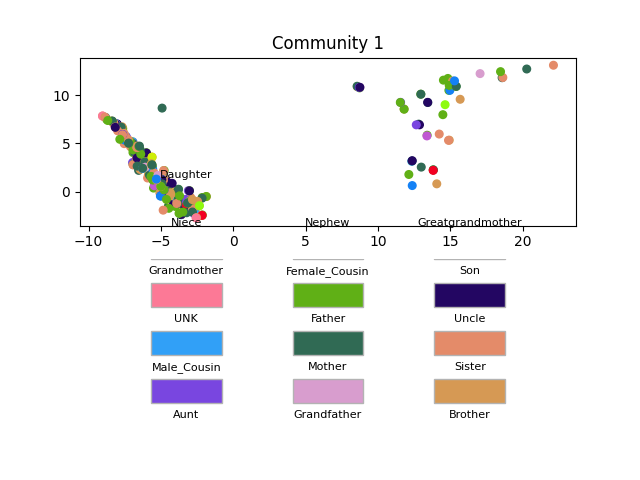 Community 1
10
5
0
Daughter
Niece Nephew Greatgrandmother
−10 −5 0 5 10 15 20
Grandmother Female_Cousin Son
UNK Father Uncle
Male_Cousin Mother Sister
Aunt Grandfather Brother